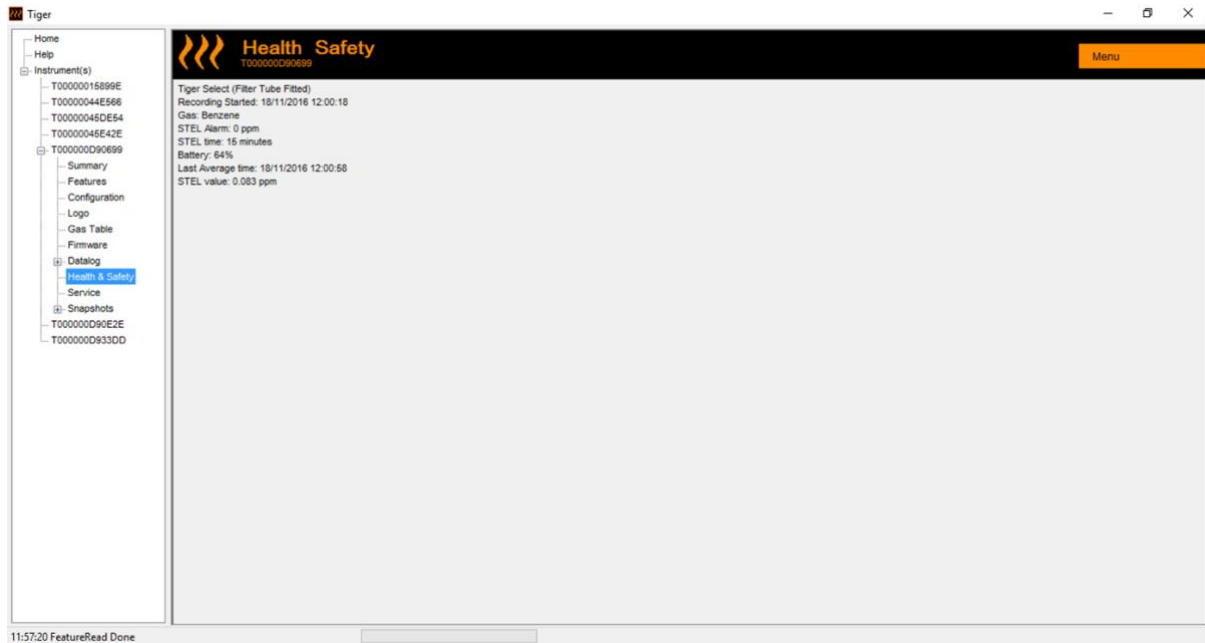 Tiger
Home
Help
Instrument(s)
T00000015899E
T00000044E566
T00000045DE54
T00000045E42E
T000000D90699
Summary
Features
Configuration
Logo
Gas Table
Firmware
Datalog
Health & Safety
Service
Snapshots
T000000D90E2E
T000000D933DD
Health Safety
T000000D90699
Menu
Tiger Select (Filter Tube Fitted)
Recording Started: 18/11/2016 12:00:18
Gas: Benzene
STEL Alarm: 0 ppm
STEL time: 15 minutes
Battery: 64%
Last Average time: 18/11/2016 12:00:58
STEL value: 0.083 ppm
11:57:20 FeatureRead Done